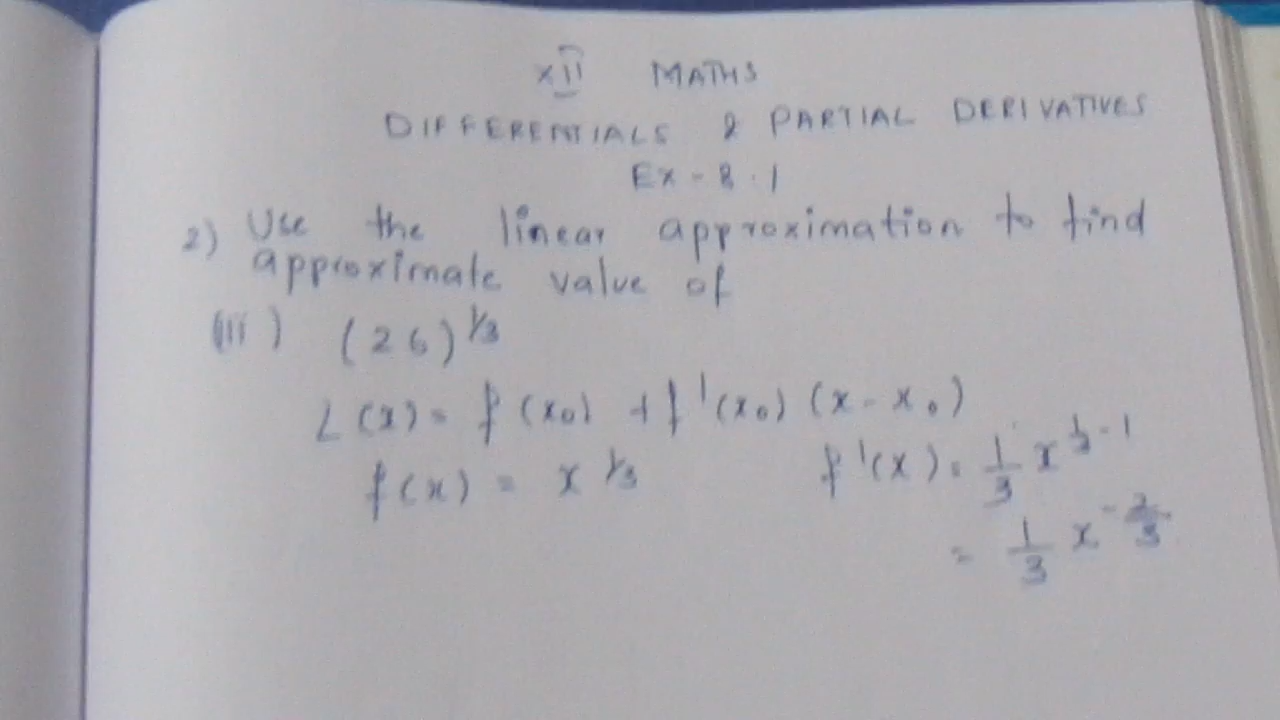 XII MATHS
DIFFERENTIALS & PARTIAL DERIVATIVES
EX - 8.1
2) Use the linear approximation to find
approximate value of
(iii) (26)^1/3
L(x) = f(x₀) + f'(x₀) (x - x₀)
f(x) = x^1/3 f'(x) = 1/3 x^1/3 - 1
= 1/3 x^-2/3